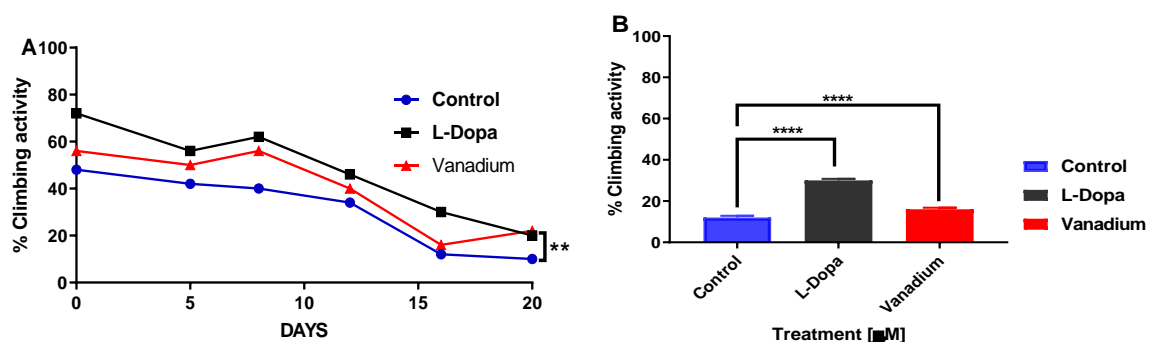 A
100
80
60
40
20
0
% Climbing activity
0 5 10 15 20
DAYS
Control
L-Dopa
Vanadium
**
B
100
80
60
40
20
0
% Climbing activity
****
****
Control
L-Dopa
Vanadium
Treatment [■M]
Control
L-Dopa
Vanadium